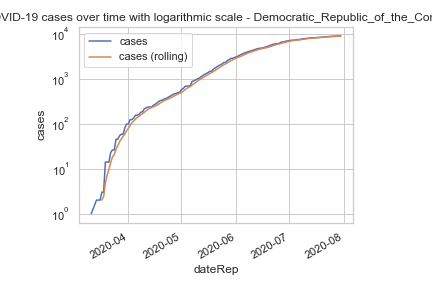 OVID-19 cases over time with logarithmic scale - Democratic_Republic_of_the_Con
cases
cases (rolling)
10⁴
10³
10²
10¹
10⁰
cases
2020-04
2020-05
2020-06
2020-07
2020-08
dateRep